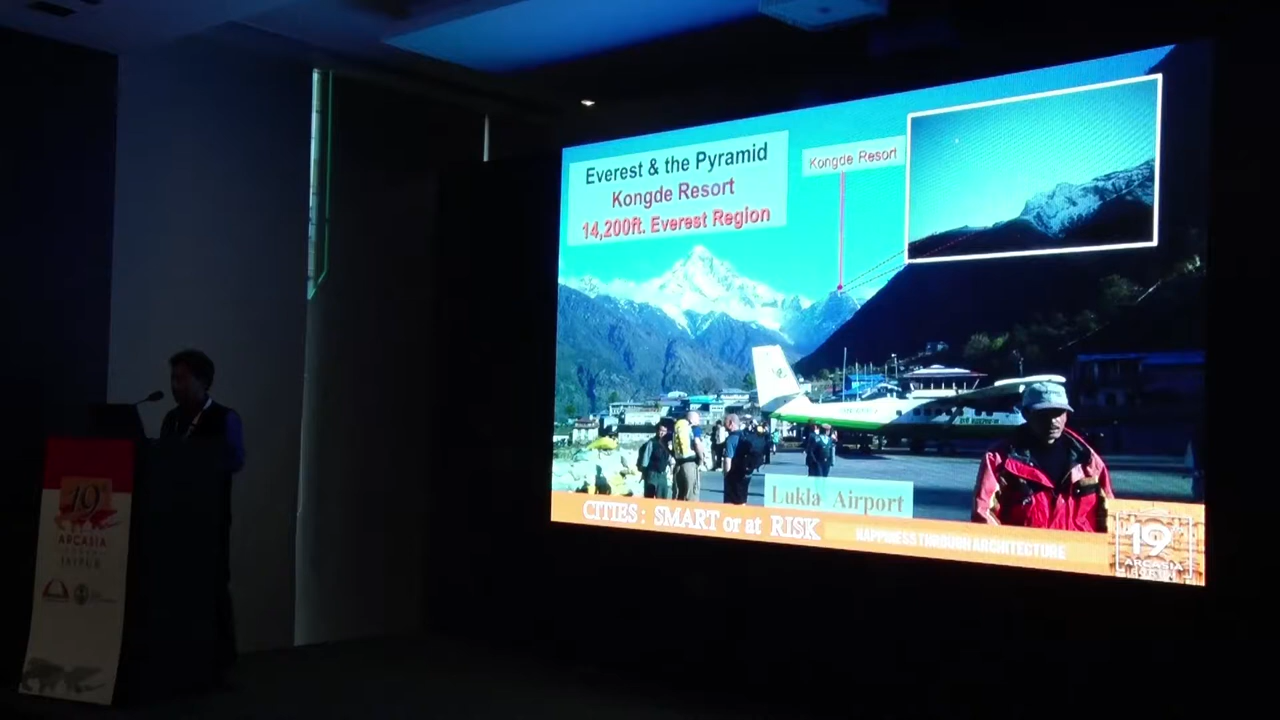 Everest & the Pyramid
Kongde Resort
14,200ft. Everest Region
Kongde Resort
Lukla Airport
CITIES : SMART or at RISK
HAPPINESS THROUGH ARCHITECTURE
19
ARCASIA
19
ARCASIA
JAIPUR